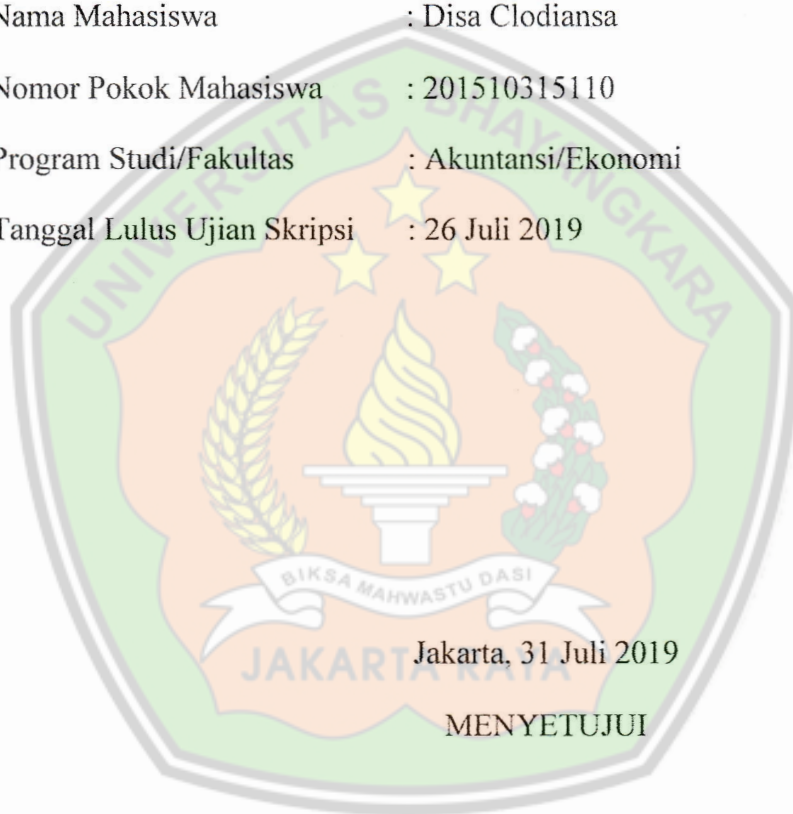 Nama Mahasiswa : Disa Clodiansa
Nomor Pokok Mahasiswa : 201510315110
Program Studi/Fakultas : Akuntansi/Ekonomi
Tanggal Lulus Ujian Skripsi : 26 Juli 2019
UNIVERSITAS BHAYANGKARA
BIKSA MAHWASTU DASI
JAKARTA RAYA
Jakarta, 31 Juli 2019
MENYETUJUI